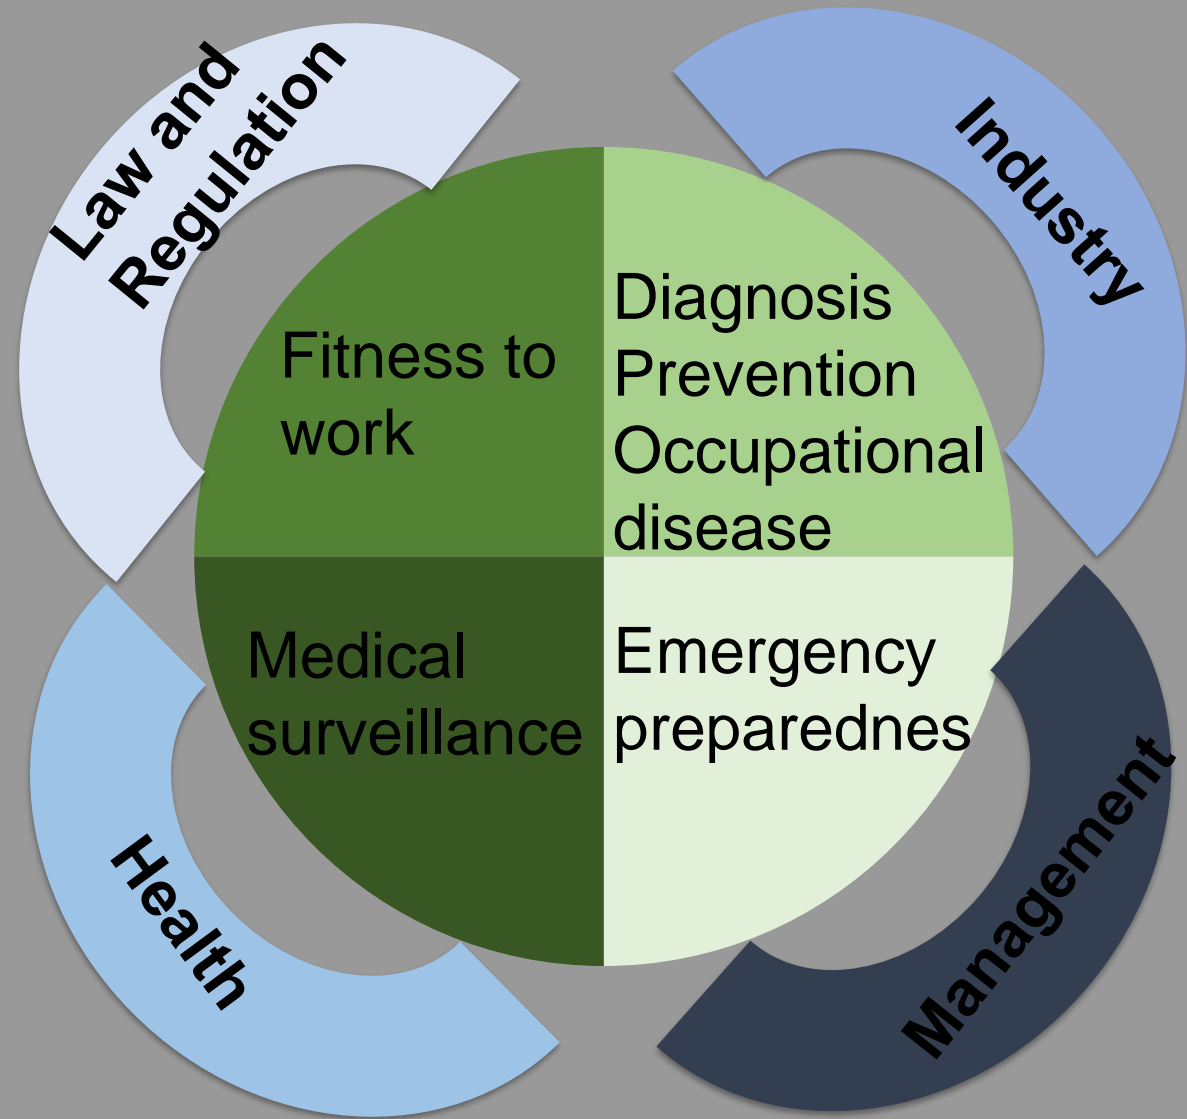 Law and
Regulation
Industry
Fitness to
work
Diagnosis
Prevention
Occupational
disease
Medical
surveillance
Emergency
preparednes
Health
Management